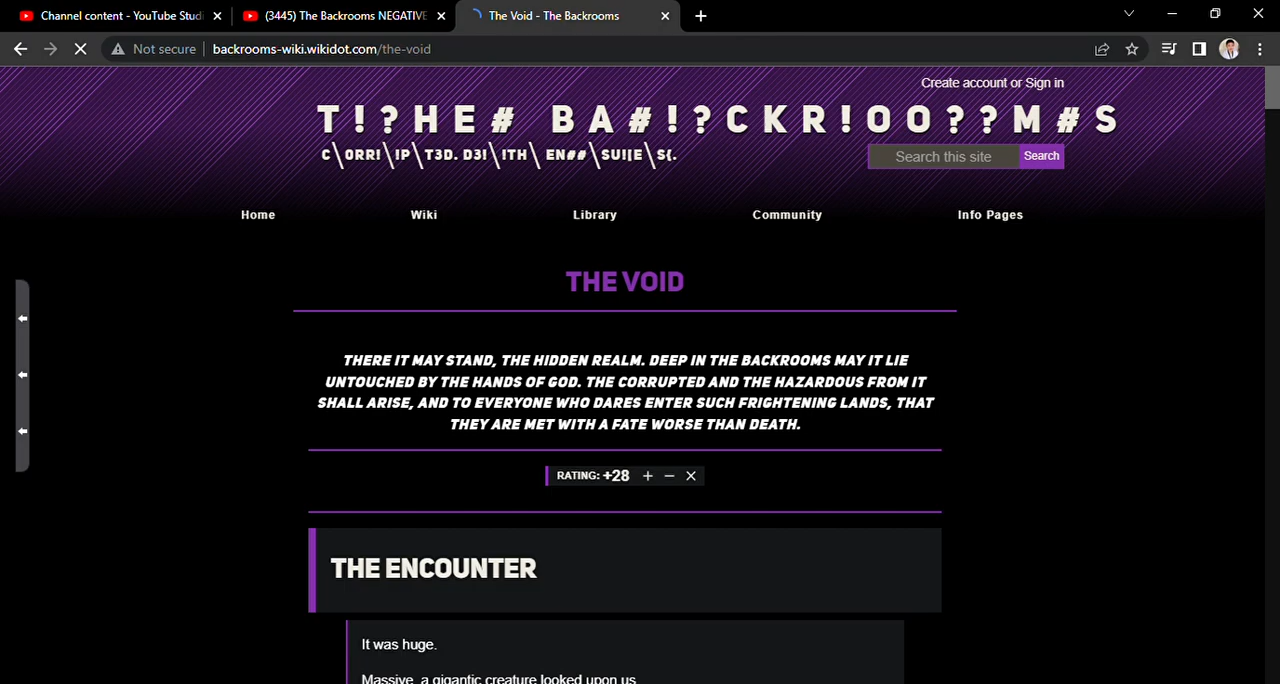 Channel content - YouTube Studi
(3445) The Backrooms NEGATIVE
The Void - The Backrooms
Not secure
backrooms-wiki.wikidot.com/the-void
Create account or Sign in
T!?HE# BA#!?CKR!OO??M#S
C\ORR!\IP\T3D. D3!\ITH\ EN##\SU!|E\S{.
Search this site
Search
Home
Wiki
Library
Community
Info Pages
THE VOID
THERE IT MAY STAND, THE HIDDEN REALM. DEEP IN THE BACKROOMS MAY IT LIE
UNTOUCHED BY THE HANDS OF GOD. THE CORRUPTED AND THE HAZARDOUS FROM IT
SHALL ARISE, AND TO EVERYONE WHO DARES ENTER SUCH FRIGHTENING LANDS, THAT
THEY ARE MET WITH A FATE WORSE THAN DEATH.
RATING: +28 + − ×
THE ENCOUNTER
It was huge.
Massive, a gigantic creature looked upon us